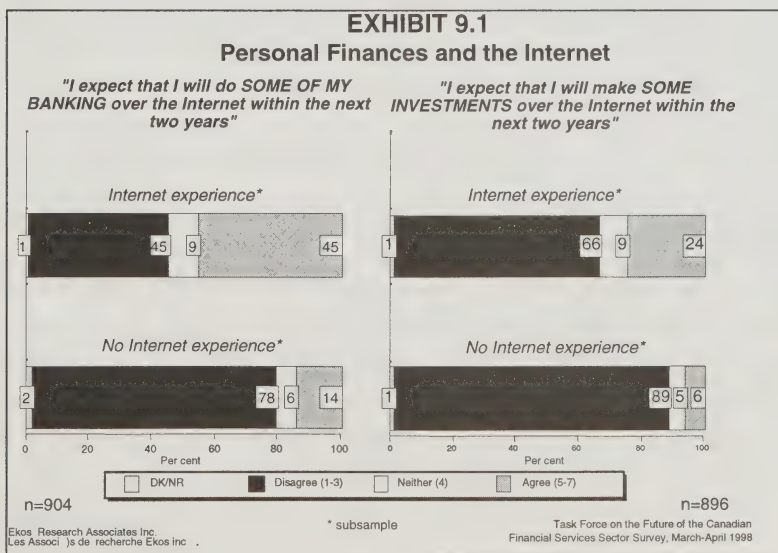 EXHIBIT 9.1
Personal Finances and the Internet
"I expect that I will do SOME OF MY
BANKING over the Internet within the next
two years"
Internet experience*
1 45 9 45
No Internet experience*
2 78 6 14
0 20 40 60 80 100
Per cent
"I expect that I will make SOME
INVESTMENTS over the Internet within the
next two years"
Internet experience*
1 66 9 24
No Internet experience*
1 89 5 6
0 20 40 60 80 100
Per cent
DK/NR Disagree (1-3) Neither (4) Agree (5-7)
n=904
n=896
* subsample
Ekos Research Associates Inc.
Les Associ )s de recherche Ekos inc .
Task Force on the Future of the Canadian
Financial Services Sector Survey, March-April 1998